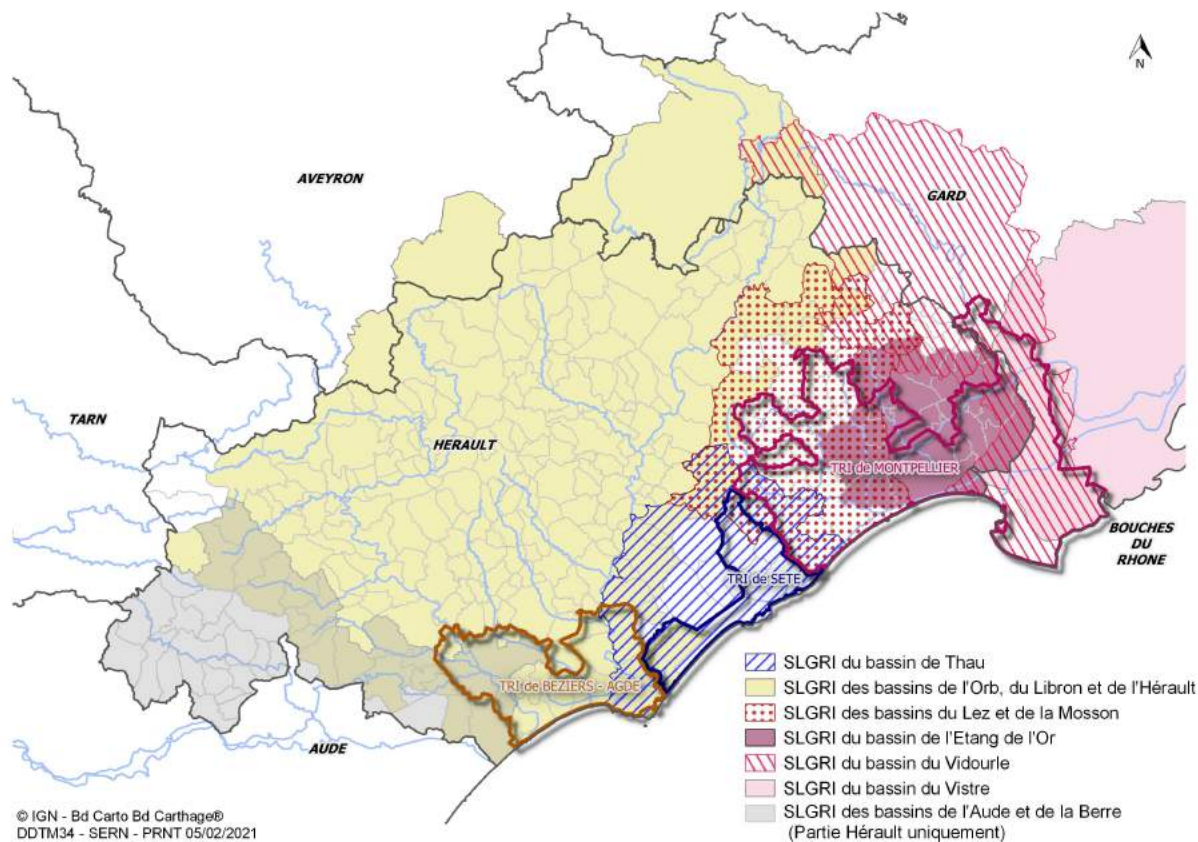 N
AVEYRON
GARD
TARN
HERAULT
TRI de MONTPELLIER
BOUCHES
DU
RHONE
TRI de SETE
TRI de BEZIERS - AGDE
AUDE
SLGRI du bassin de Thau
SLGRI des bassins de l'Orb, du Libron et de l'Hérault
SLGRI des bassins du Lez et de la Mosson
SLGRI du bassin de l'Etang de l'Or
SLGRI du bassin du Vidourle
SLGRI du bassin du Vistre
SLGRI des bassins de l'Aude et de la Berre
(Partie Hérault uniquement)
© IGN - Bd Carto Bd Carthage®
DDTM34 - SERN - PRNT 05/02/2021